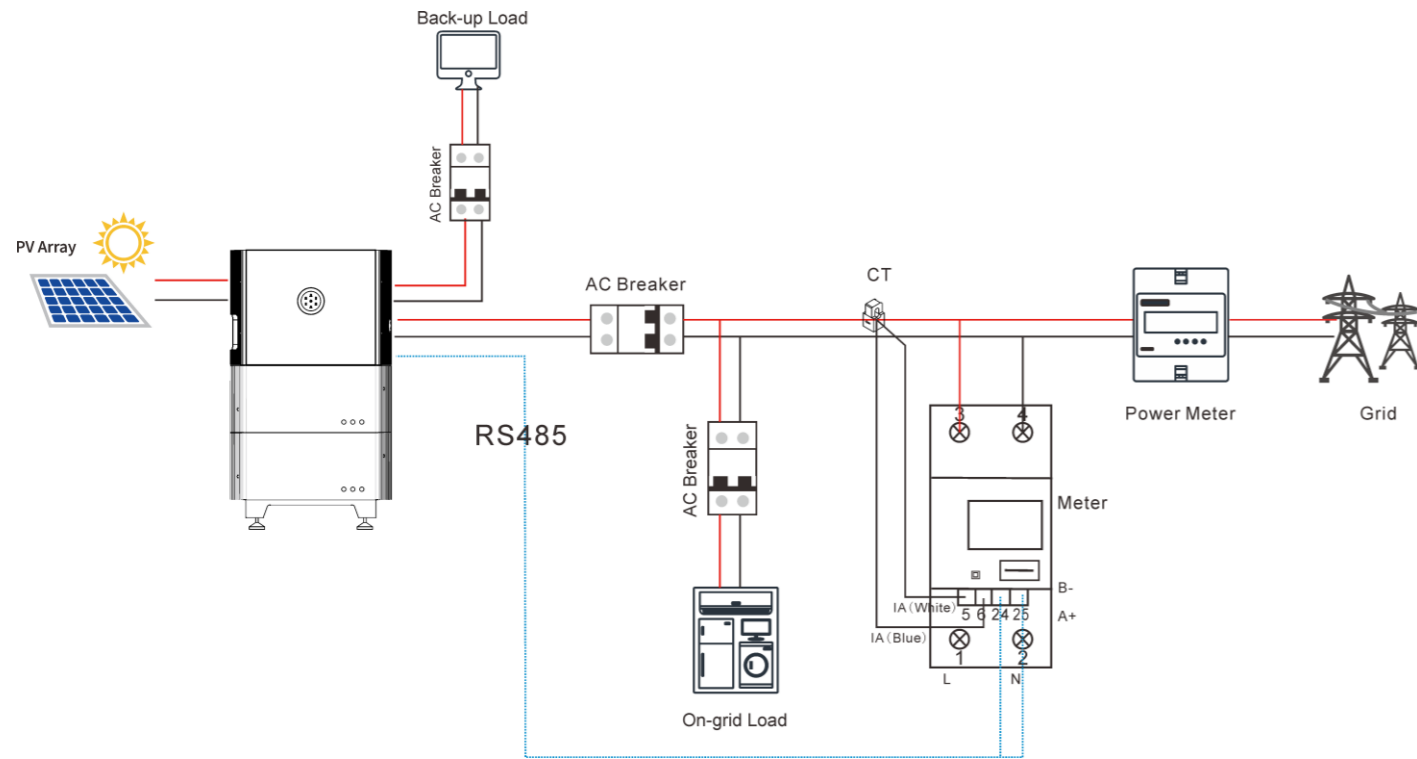 Back-up Load
AC Breaker
PV Array
AC Breaker
CT
Power Meter
Grid
RS485
AC Breaker
3 4
Meter
B-
IA(White)
5 6 24 25
A+
IA(Blue)
1 2
L N
On-grid Load